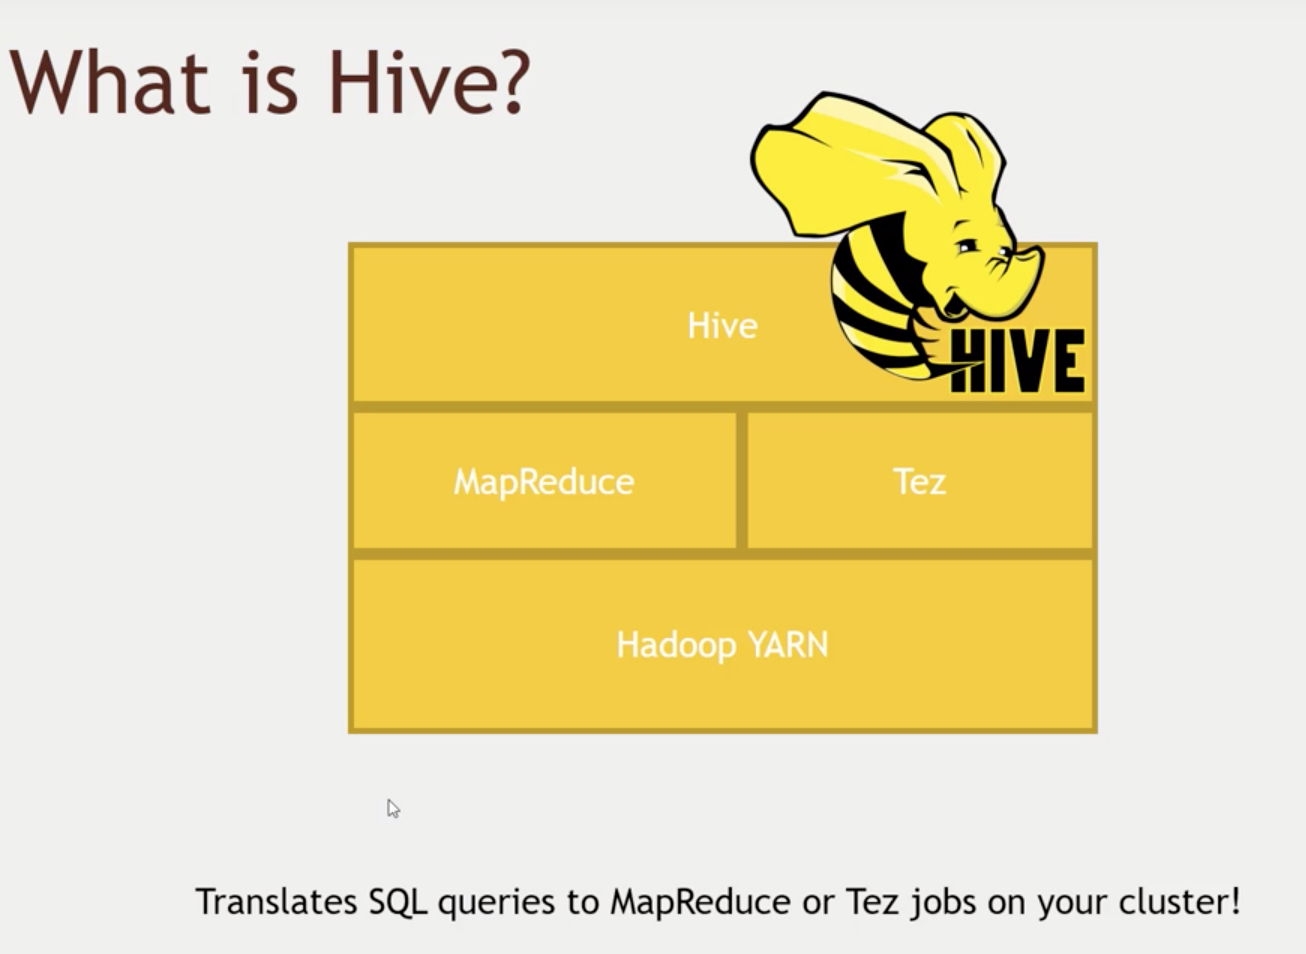 What is Hive?
Hive
HIVE
MapReduce
Tez
Hadoop YARN
Translates SQL queries to MapReduce or Tez jobs on your cluster!